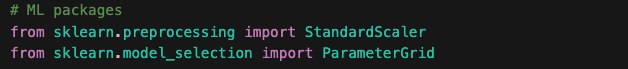 # ML packages
from sklearn.preprocessing import StandardScaler
from sklearn.model_selection import ParameterGrid